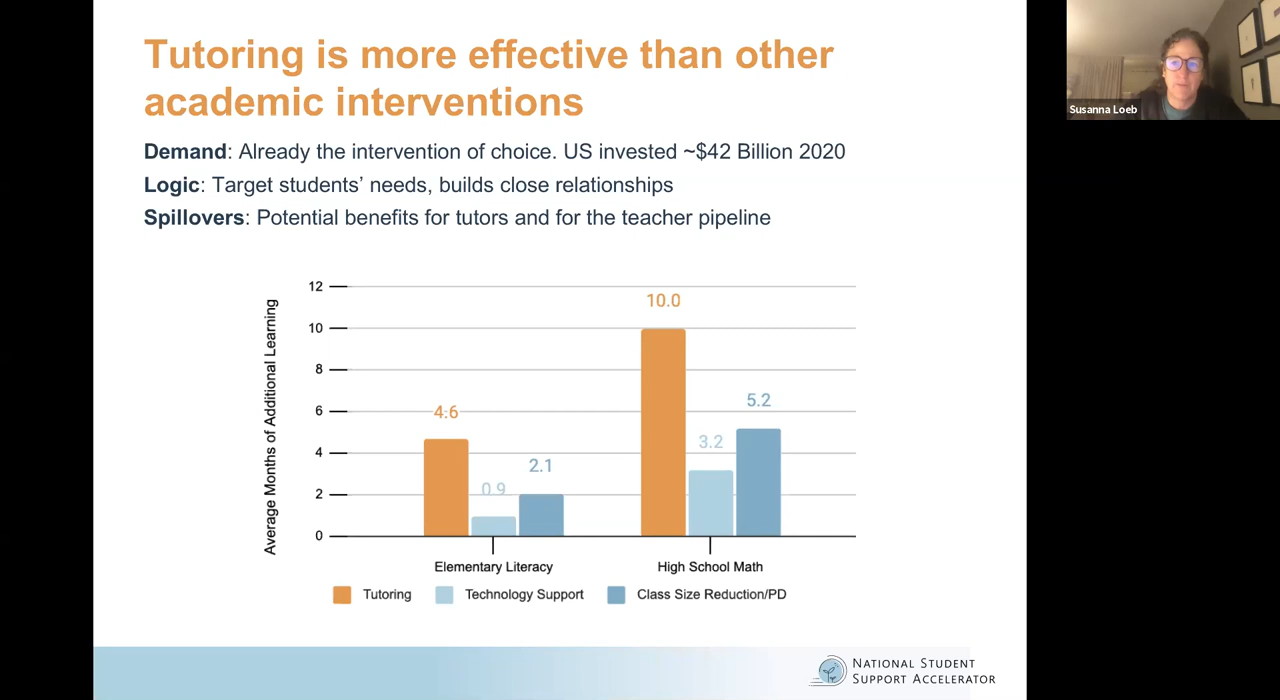 Tutoring is more effective than other
academic interventions
Demand: Already the intervention of choice. US invested ~$42 Billion 2020
Logic: Target students’ needs, builds close relationships
Spillovers: Potential benefits for tutors and for the teacher pipeline
Susanna Loeb
Average Months of Additional Learning
12
10
8
6
4
2
0
4.6
0.9
2.1
10.0
3.2
5.2
Elementary Literacy
High School Math
Tutoring
Technology Support
Class Size Reduction/PD
NATIONAL STUDENT
SUPPORT ACCELERATOR